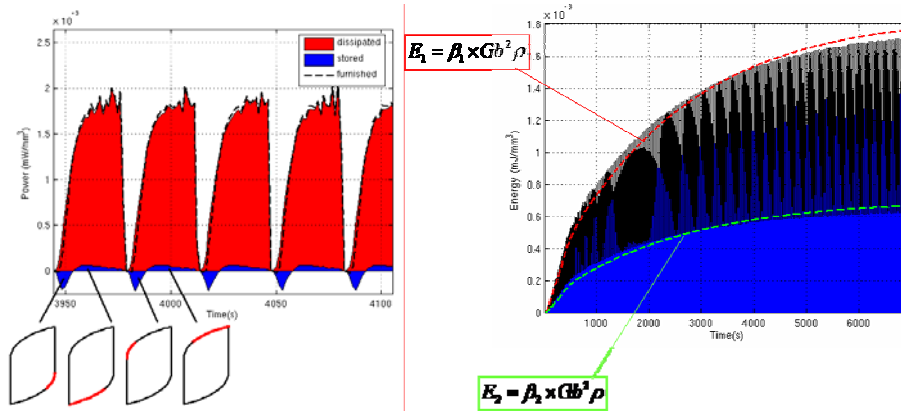 x 10⁻³
2.5
2
1.5
1
0.5
0
Power (mW/mm³)
dissipated
stored
furnished
3950
4000
4050
4100
Time(s)
x 10⁻³
1.8
1.6
1.4
1.2
1
0.8
0.6
0.4
0.2
0
Energy (mJ/mm³)
1000
2000
3000
4000
5000
6000
Time(s)
E₁ = β₁ × Gb² ρ
E₂ = β₂ × Gb² ρ